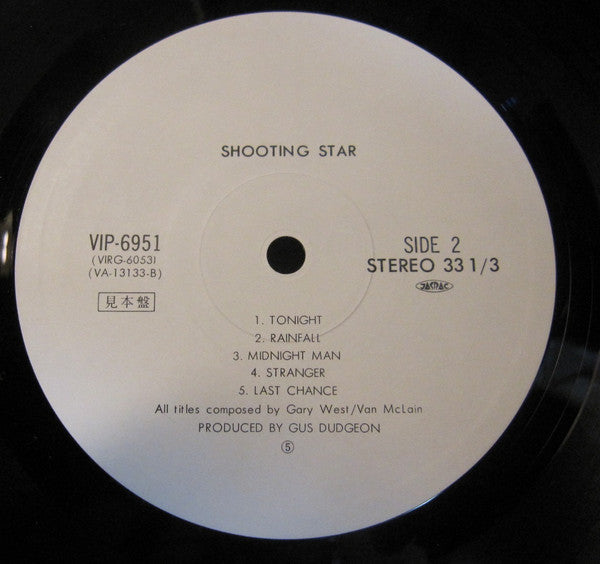 SHOOTING STAR
VIP-6951
(VIRG-6053)
(VA-13133-B)
見本盤
SIDE 2
STEREO 33 1/3
JASRAC
1. TONIGHT
2. RAINFALL
3. MIDNIGHT MAN
4. STRANGER
5. LAST CHANCE
All titles composed by Gary West/Van McLain
PRODUCED BY GUS DUDGEON
⑤